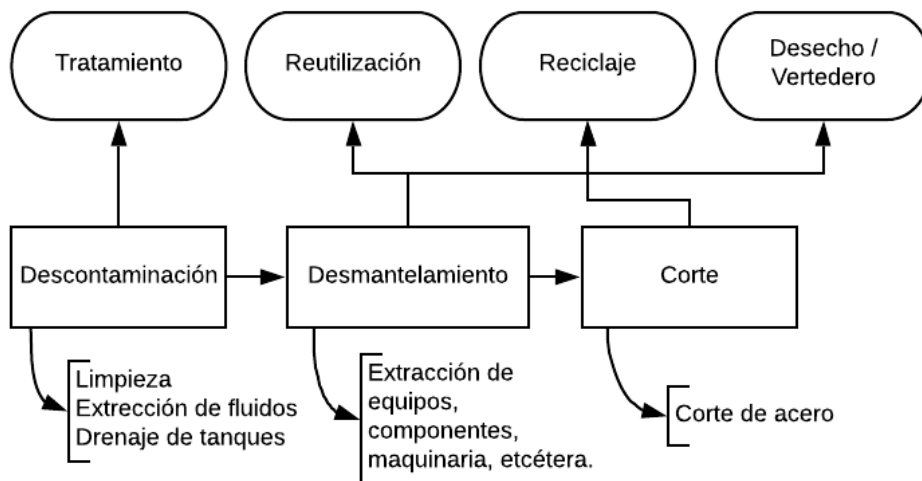 Tratamiento
Reutilización
Reciclaje
Desecho /
Vertedero
Descontaminación
Desmantelamiento
Corte
Limpieza
Extrección de fluidos
Drenaje de tanques
Extracción de
equipos,
componentes,
maquinaria, etcétera.
Corte de acero